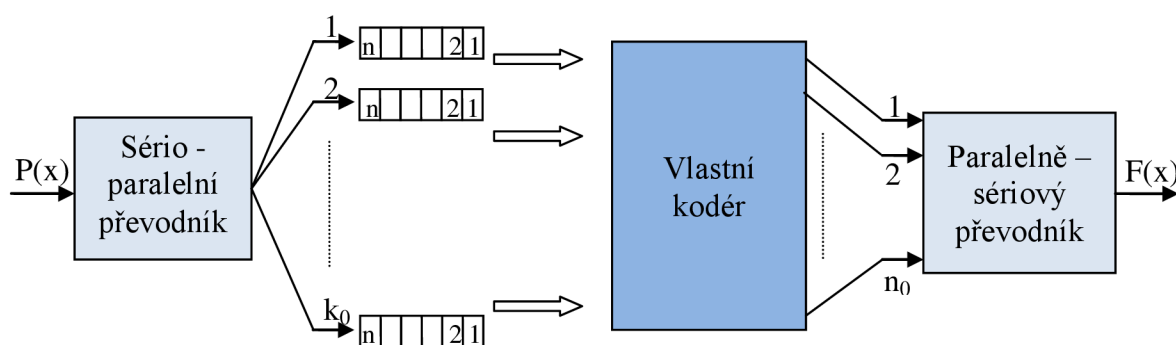 P(x)
Sério -
paralelní
převodník
1
n 2 1
2
n 2 1
k₀
n 2 1
Vlastní
kodér
1
2
n₀
Paralelně –
sériový
převodník
F(x)